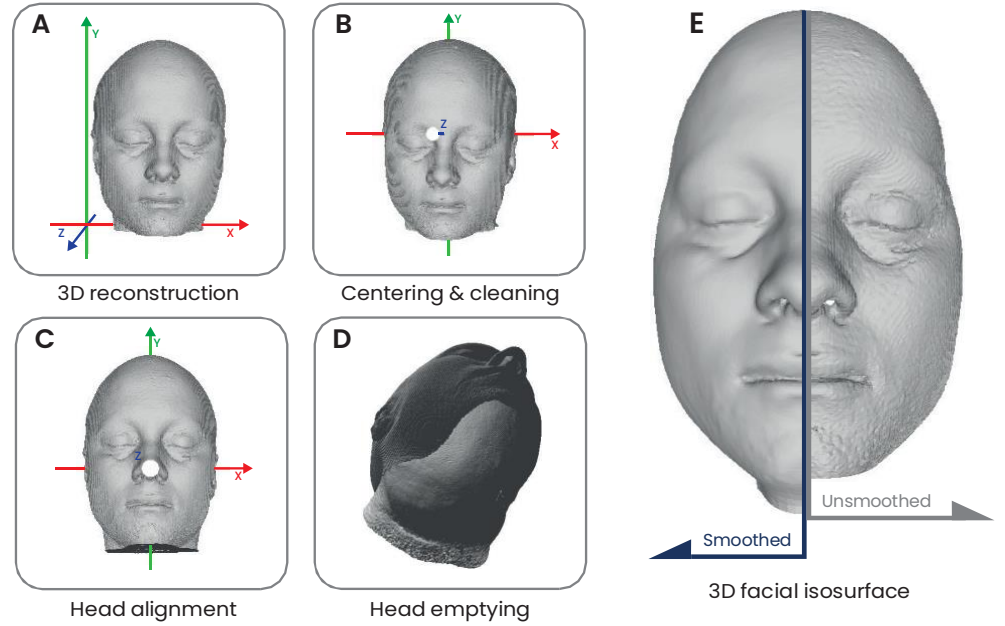 A
Y
Z
X
3D reconstruction
B
Y
Z
X
Centering & cleaning
C
Y
Z
X
Head alignment
D
Head emptying
E
Unsmoothed
Smoothed
3D facial isosurface